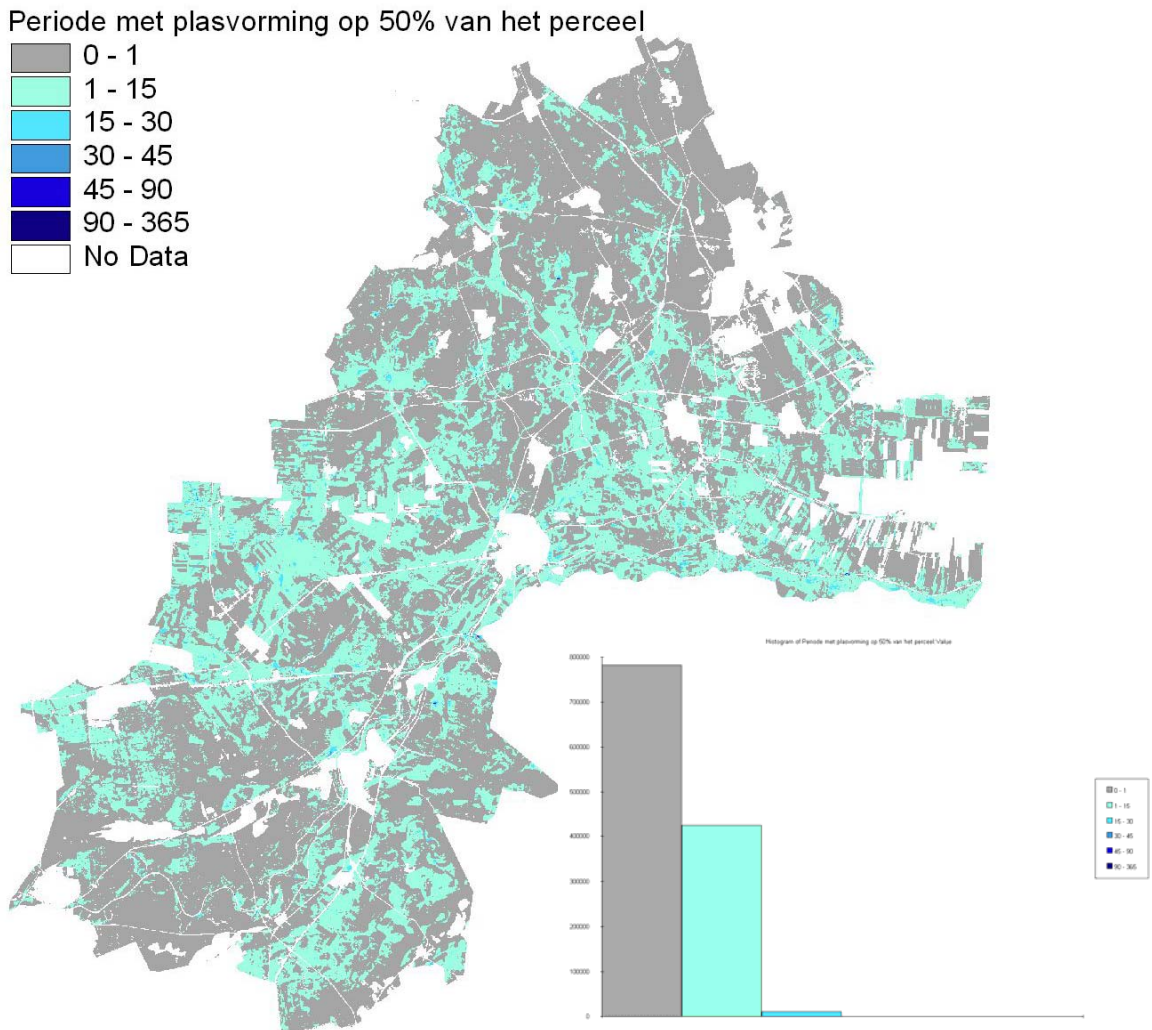 Periode met plasvorming op 50% van het perceel
0 - 1
1 - 15
15 - 30
30 - 45
45 - 90
90 - 365
No Data
Histogram of Periode met plasvorming op 50% van het perceel.Value
800000
700000
600000
500000
400000
300000
200000
100000
0
0 - 1
1 - 15
15 - 30
30 - 45
45 - 90
90 - 365